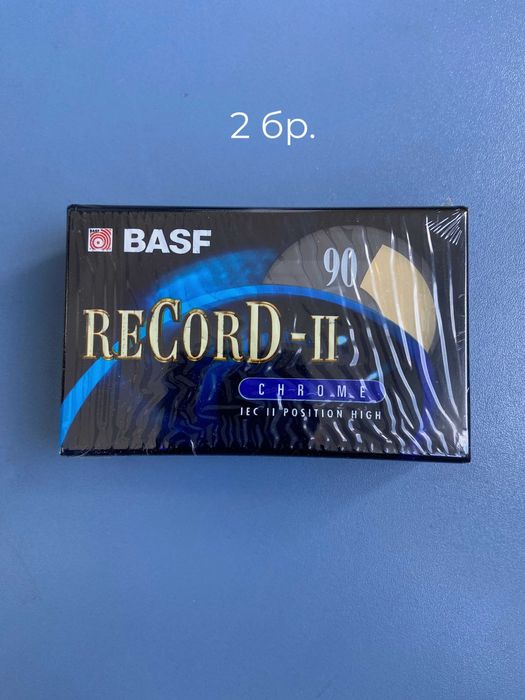 2 бр.
BASF
90
RECORD-II
CHROME
IEC II POSITION HIGH